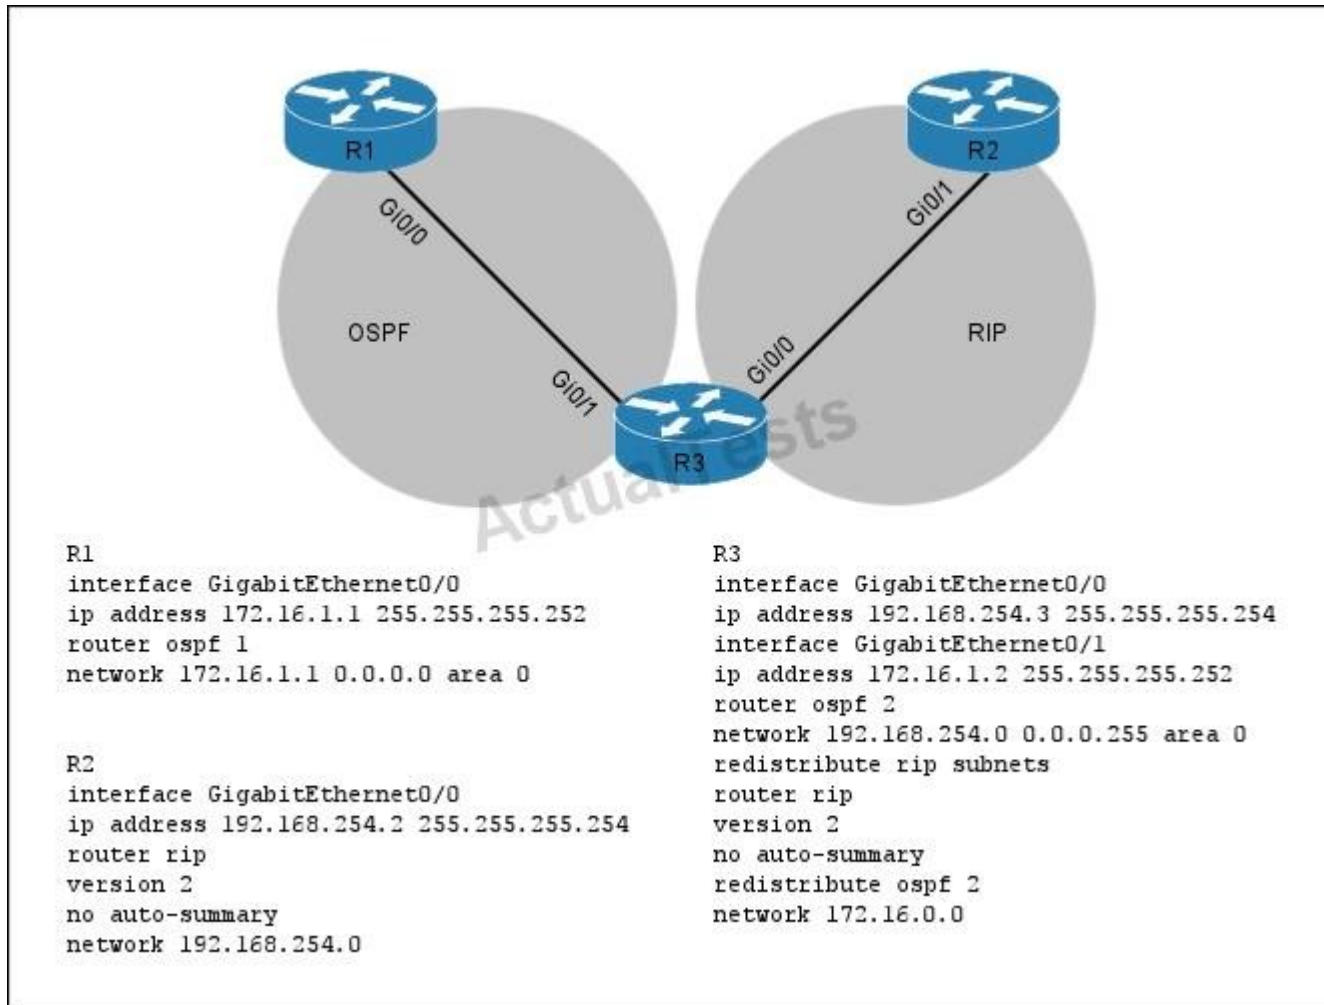 R1
R2
Gi0/0
Gi0/1
OSPF
RIP
Gi0/1
Gi0/0
R3
ActualTests
R1
interface GigabitEthernet0/0
ip address 172.16.1.1 255.255.255.252
router ospf 1
network 172.16.1.1 0.0.0.0 area 0
R2
interface GigabitEthernet0/0
ip address 192.168.254.2 255.255.255.254
router rip
version 2
no auto-summary
network 192.168.254.0
R3
interface GigabitEthernet0/0
ip address 192.168.254.3 255.255.255.254
interface GigabitEthernet0/1
ip address 172.16.1.2 255.255.255.252
router ospf 2
network 192.168.254.0 0.0.0.255 area 0
redistribute rip subnets
router rip
version 2
no auto-summary
redistribute ospf 2
network 172.16.0.0